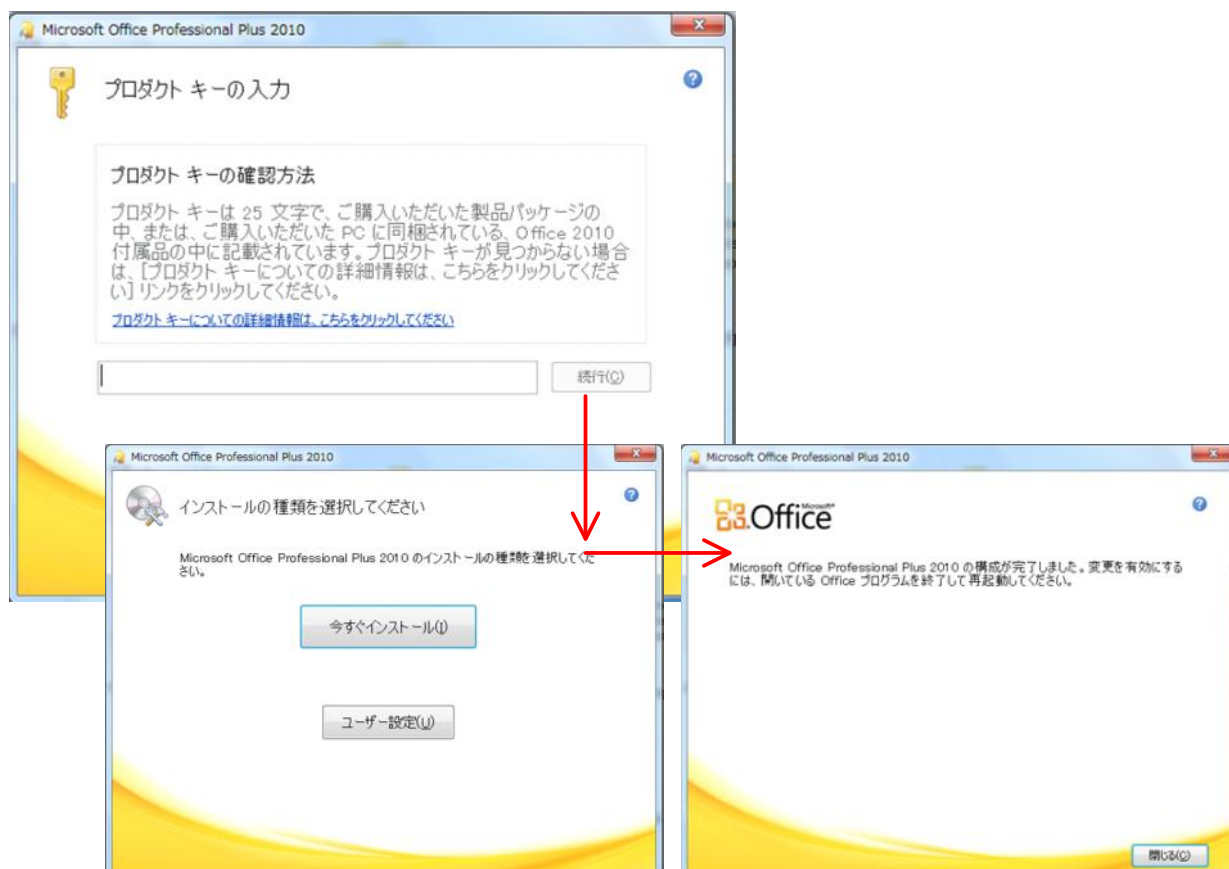 Microsoft Office Professional Plus 2010
プロダクト キーの入力
プロダクト キーの確認方法
プロダクト キーは 25 文字で、ご購入いただいた製品パッケージの
中、または、ご購入いただいた PC に同梱されている、Office 2010
付属品の中に記載されています。プロダクト キーが見つからない場合
は、[プロダクト キーについての詳細情報は、こちらをクリックしてくださ
い] リンクをクリックしてください。
プロダクト キーについての詳細情報は、こちらをクリックしてください
続行(C)
Microsoft Office Professional Plus 2010
インストールの種類を選択してください
Microsoft Office Professional Plus 2010 のインストールの種類を選択してくだ
さい。
今すぐインストール(I)
ユーザー設定(U)
Microsoft Office Professional Plus 2010
Microsoft
Office
Microsoft Office Professional Plus 2010 の構成が完了しました。変更を有効にする
には、開いている Office プログラムを終了して再起動してください。
閉じる(C)